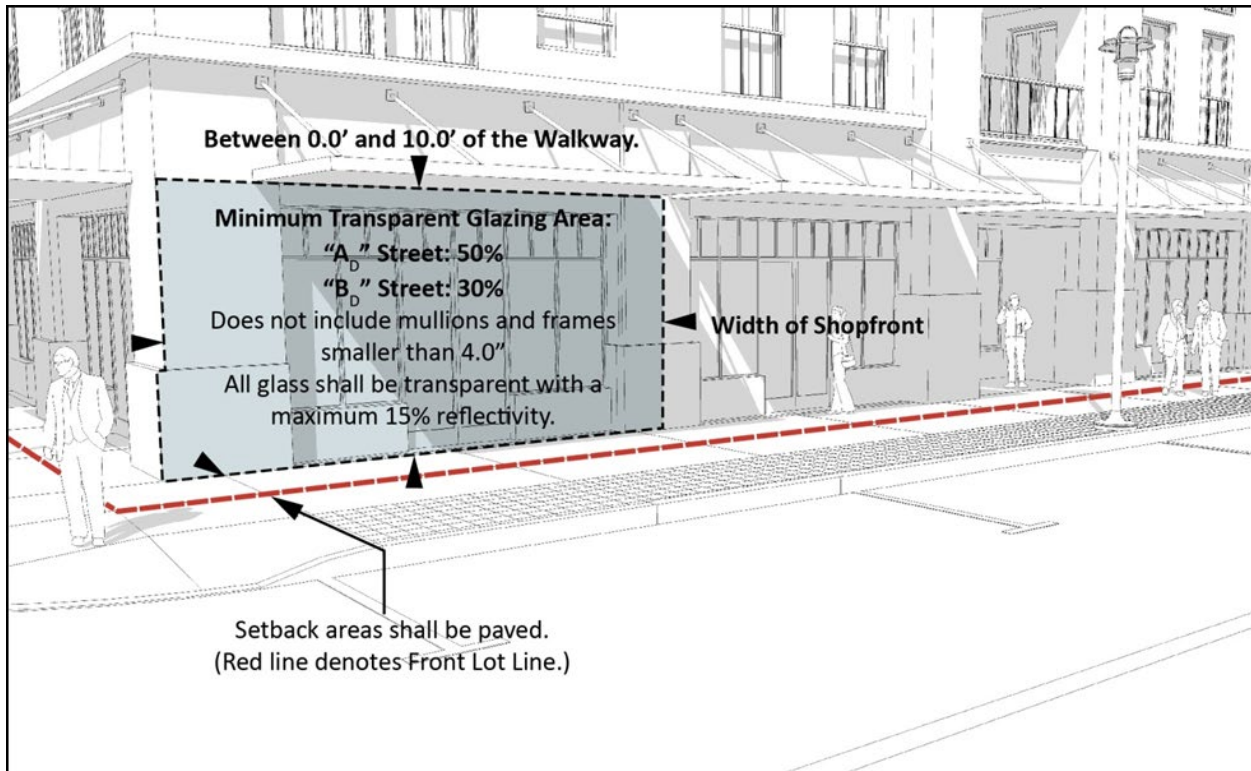 Between 0.0’ and 10.0’ of the Walkway.
Minimum Transparent Glazing Area:
“A_D” Street: 50%
“B_D” Street: 30%
Does not include mullions and frames
smaller than 4.0”
All glass shall be transparent with a
maximum 15% reflectivity.
Width of Shopfront
Setback areas shall be paved.
(Red line denotes Front Lot Line.)